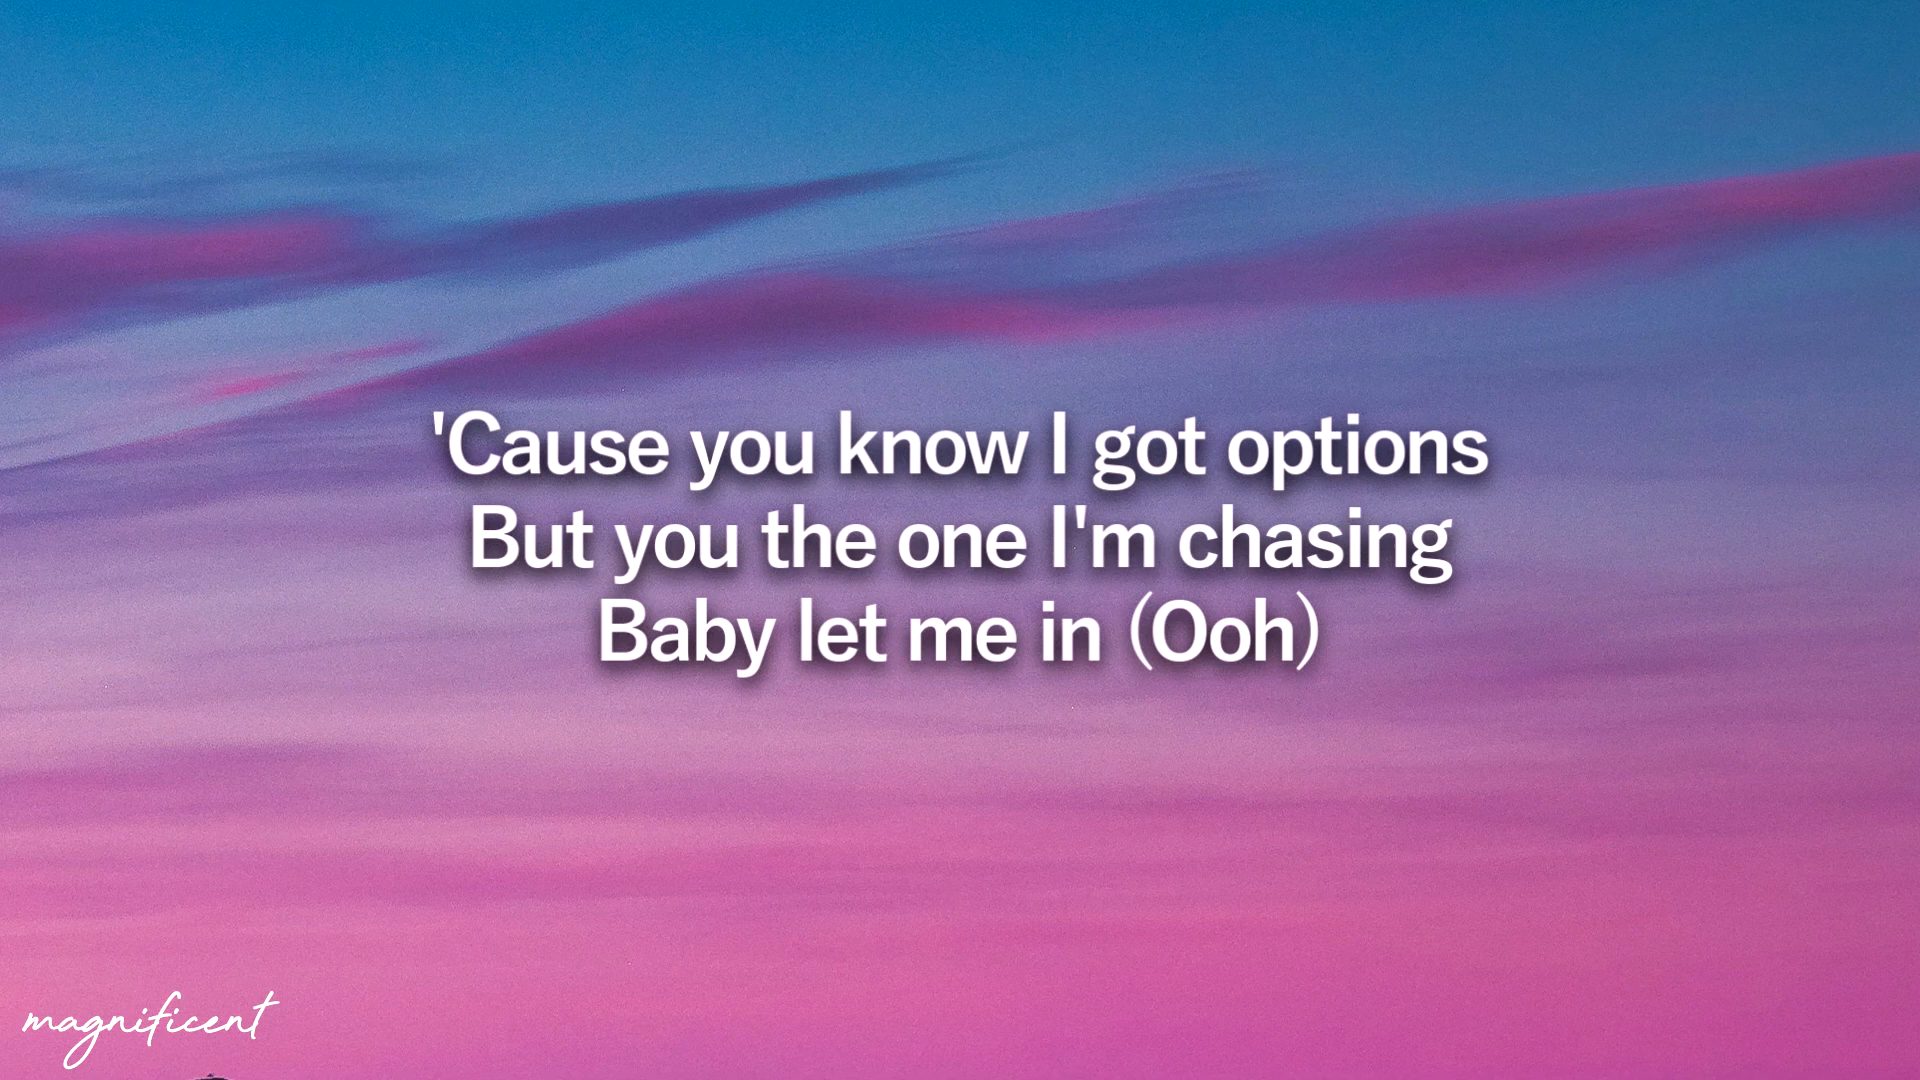 'Cause you know I got options
But you the one I'm chasing
Baby let me in (Ooh)
magnificent